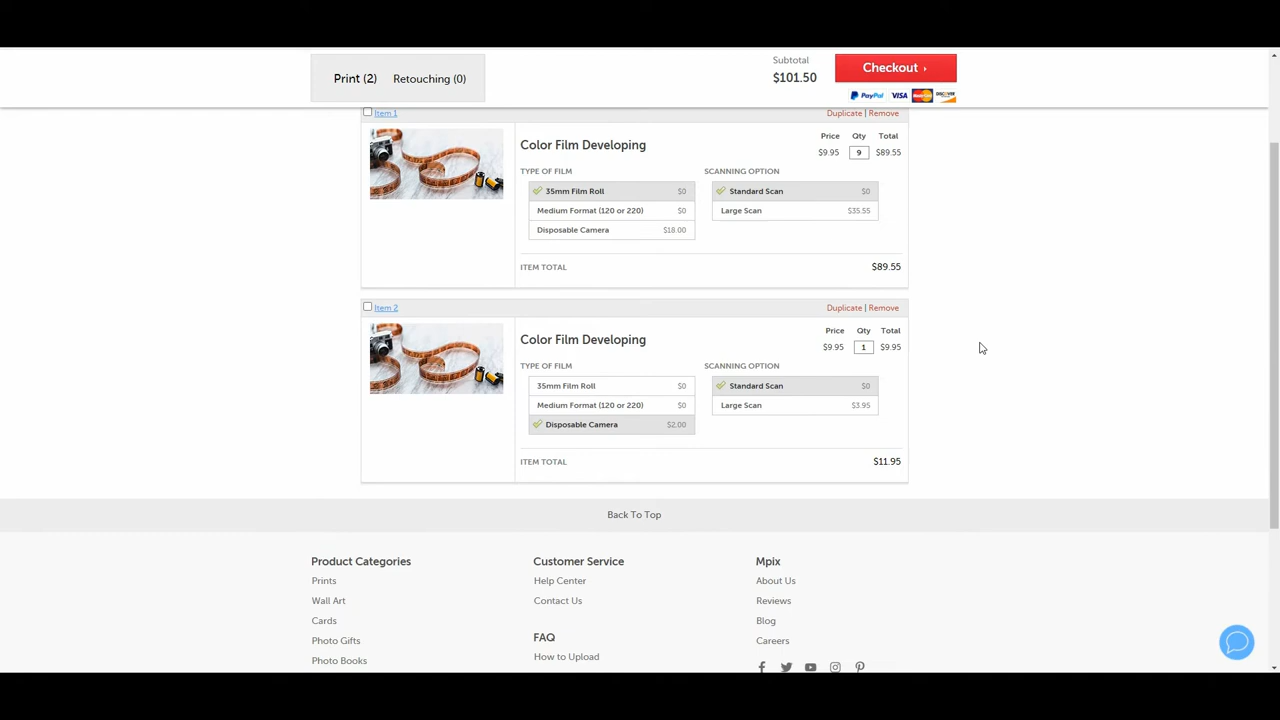 Print (2) Retouching (0)
Subtotal
$101.50
Checkout ›
PayPal VISA MasterCard DISCOVER
Item 1 Duplicate | Remove
Color Film Developing
Price Qty Total
$9.95 9 $89.55
TYPE OF FILM SCANNING OPTION
35mm Film Roll $0 Standard Scan $0
Medium Format (120 or 220) $0 Large Scan $35.55
Disposable Camera $18.00
ITEM TOTAL $89.55
Item 2 Duplicate | Remove
Color Film Developing
Price Qty Total
$9.95 1 $9.95
TYPE OF FILM SCANNING OPTION
35mm Film Roll $0 Standard Scan $0
Medium Format (120 or 220) $0 Large Scan $3.95
Disposable Camera $2.00
ITEM TOTAL $11.95
Back To Top
Product Categories Customer Service Mpix
Prints Help Center About Us
Wall Art Contact Us Reviews
Cards Blog
Photo Gifts FAQ Careers
Photo Books How to Upload